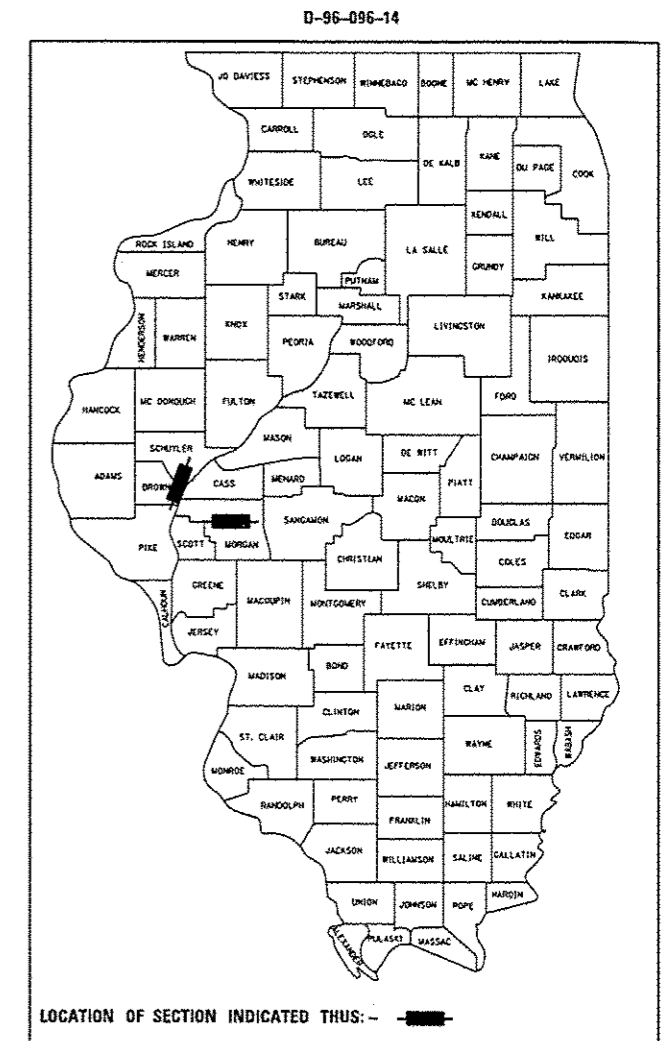 D-96-096-14
JO DAVIESS STEPHENSON WINNEBAGO BOONE MC HENRY LAKE
CARROLL OGLE
DE KALB KANE DU PAGE COOK
WHITESIDE LEE
KENDALL WILL
ROCK ISLAND HENRY BUREAU LA SALLE GRUNDY
MERCER PUTNAM
STARK MARSHALL KANKAKEE
HENDERSON WARREN KNOX PEORIA WOODFORD LIVINGSTON IROQUOIS
HANCOCK MC DONOUGH FULTON TAZEWELL MC LEAN FORD
MASON
SCHUYLER LOGAN DE WITT CHAMPAIGN VERMILION
ADAMS BROWN CASS MENARD PIATT
MACON
SANGAMON DOUGLAS
PIKE SCOTT MORGAN MOULTRIE EDGAR
CHRISTIAN COLES
GREENE SHELBY
CALHOUN MACOUPIN MONTGOMERY CUMBERLAND CLARK
JERSEY
FAYETTE EFFINGHAM JASPER CRAWFORD
BOND
MADISON CLAY RICHLAND LAWRENCE
CLINTON MARION
ST. CLAIR WAYNE EDWARDS WABASH
WASHINGTON JEFFERSON
MONROE
RANDOLPH PERRY HAMILTON WHITE
FRANKLIN
JACKSON WILLIAMSON SALINE GALLATIN
UNION JOHNSON POPE HARDIN
ALEXANDER PULASKI MASSAC
LOCATION OF SECTION INDICATED THUS: -